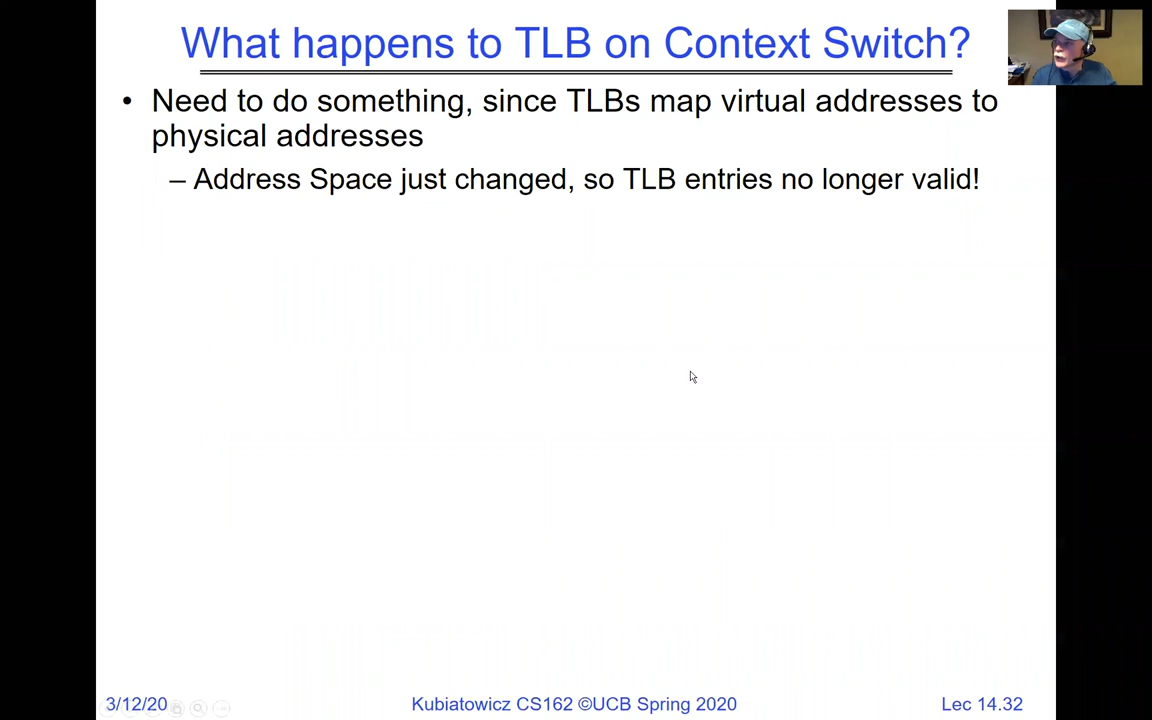 What happens to TLB on Context Switch?
• Need to do something, since TLBs map virtual addresses to
physical addresses
– Address Space just changed, so TLB entries no longer valid!
3/12/20
Kubiatowicz CS162 ©UCB Spring 2020
Lec 14.32